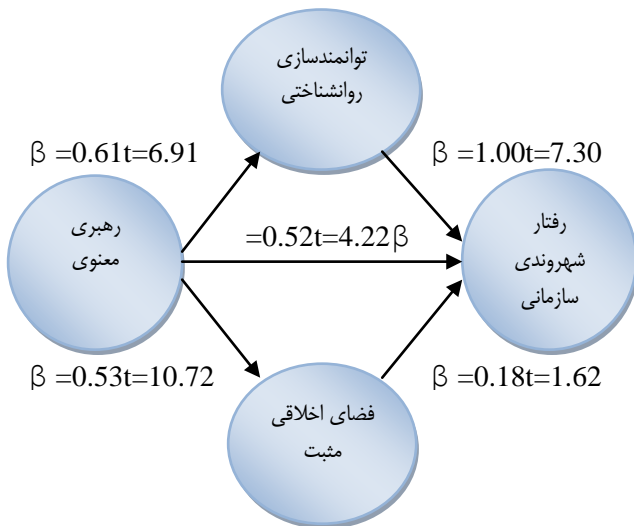 توانمندسازی
روانشناختی
β =0.61t=6.91
β =1.00t=7.30
رهبری
معنوی
=0.52t=4.22β
رفتار
شهروندی
سازمانی
β =0.53t=10.72
β =0.18t=1.62
فضای اخلاقی
مثبت